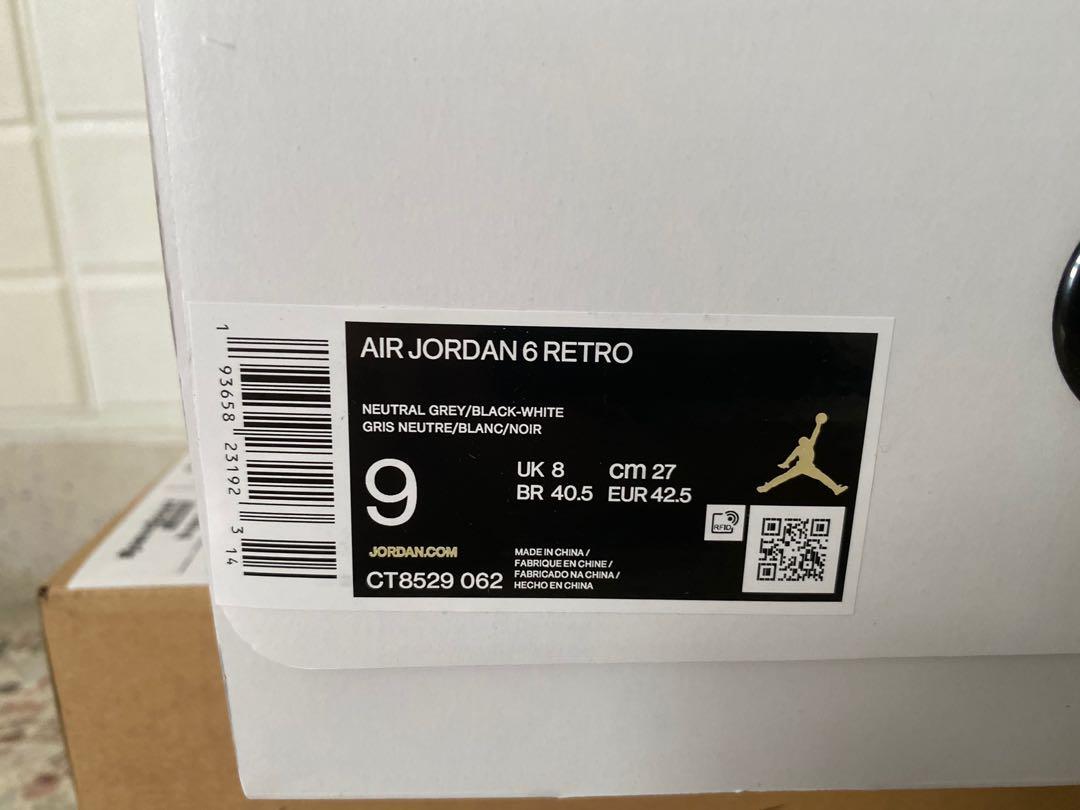 AIR JORDAN 6 RETRO
NEUTRAL GREY/BLACK-WHITE
GRIS NEUTRE/BLANC/NOIR
9
UK 8 cm 27
BR 40.5 EUR 42.5
RFID
JORDAN.COM
CT8529 062
MADE IN CHINA /
FABRIQUE EN CHINE /
FABRICADO NA CHINA /
HECHO EN CHINA
1 93658 23192 3 14